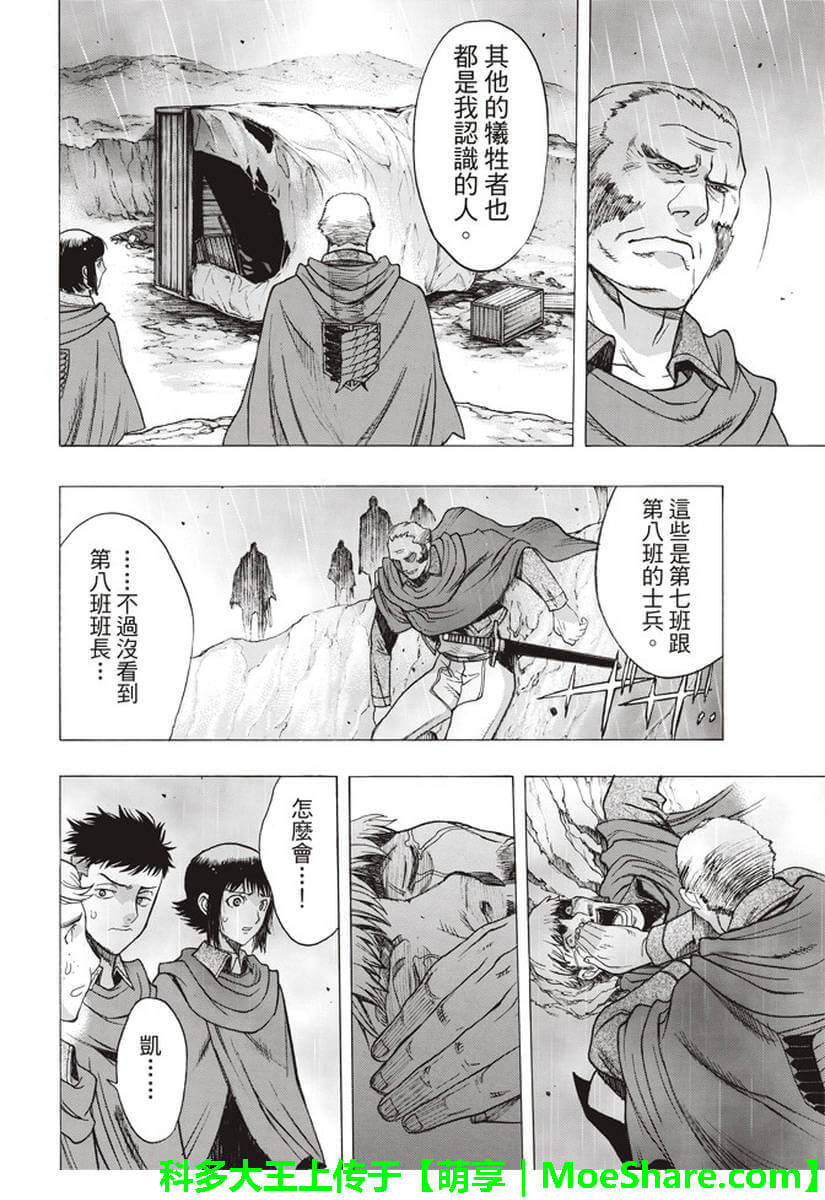 其他的犧牲者也
都是我認識的人。
這些是第七班跟
第八班的士兵。
……不過沒看到
第八班班長…
怎麼會…！
凱……
科多大王上传于【萌享 | MoeShare.com】